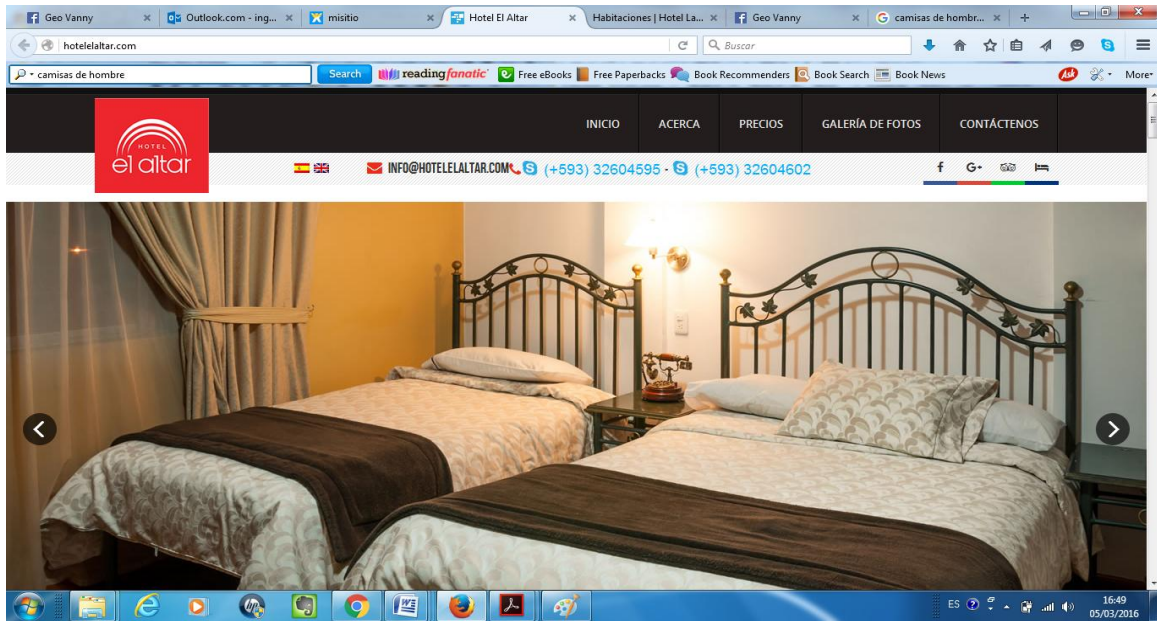 Geo Vanny
Outlook.com - ing...
misitio
Hotel El Altar
Habitaciones | Hotel La...
Geo Vanny
camisas de hombr...
hotelelaltar.com
Buscar
camisas de hombre
Search
reading fanatic
Free eBooks
Free Paperbacks
Book Recommenders
Book Search
Book News
Ask
More
HOTEL
el altar
INICIO
ACERCA
PRECIOS
GALERÍA DE FOTOS
CONTÁCTENOS
INFO@HOTELELALTAR.COM
(+593) 32604595 - (+593) 32604602
f
G+
ES
16:49
05/03/2016